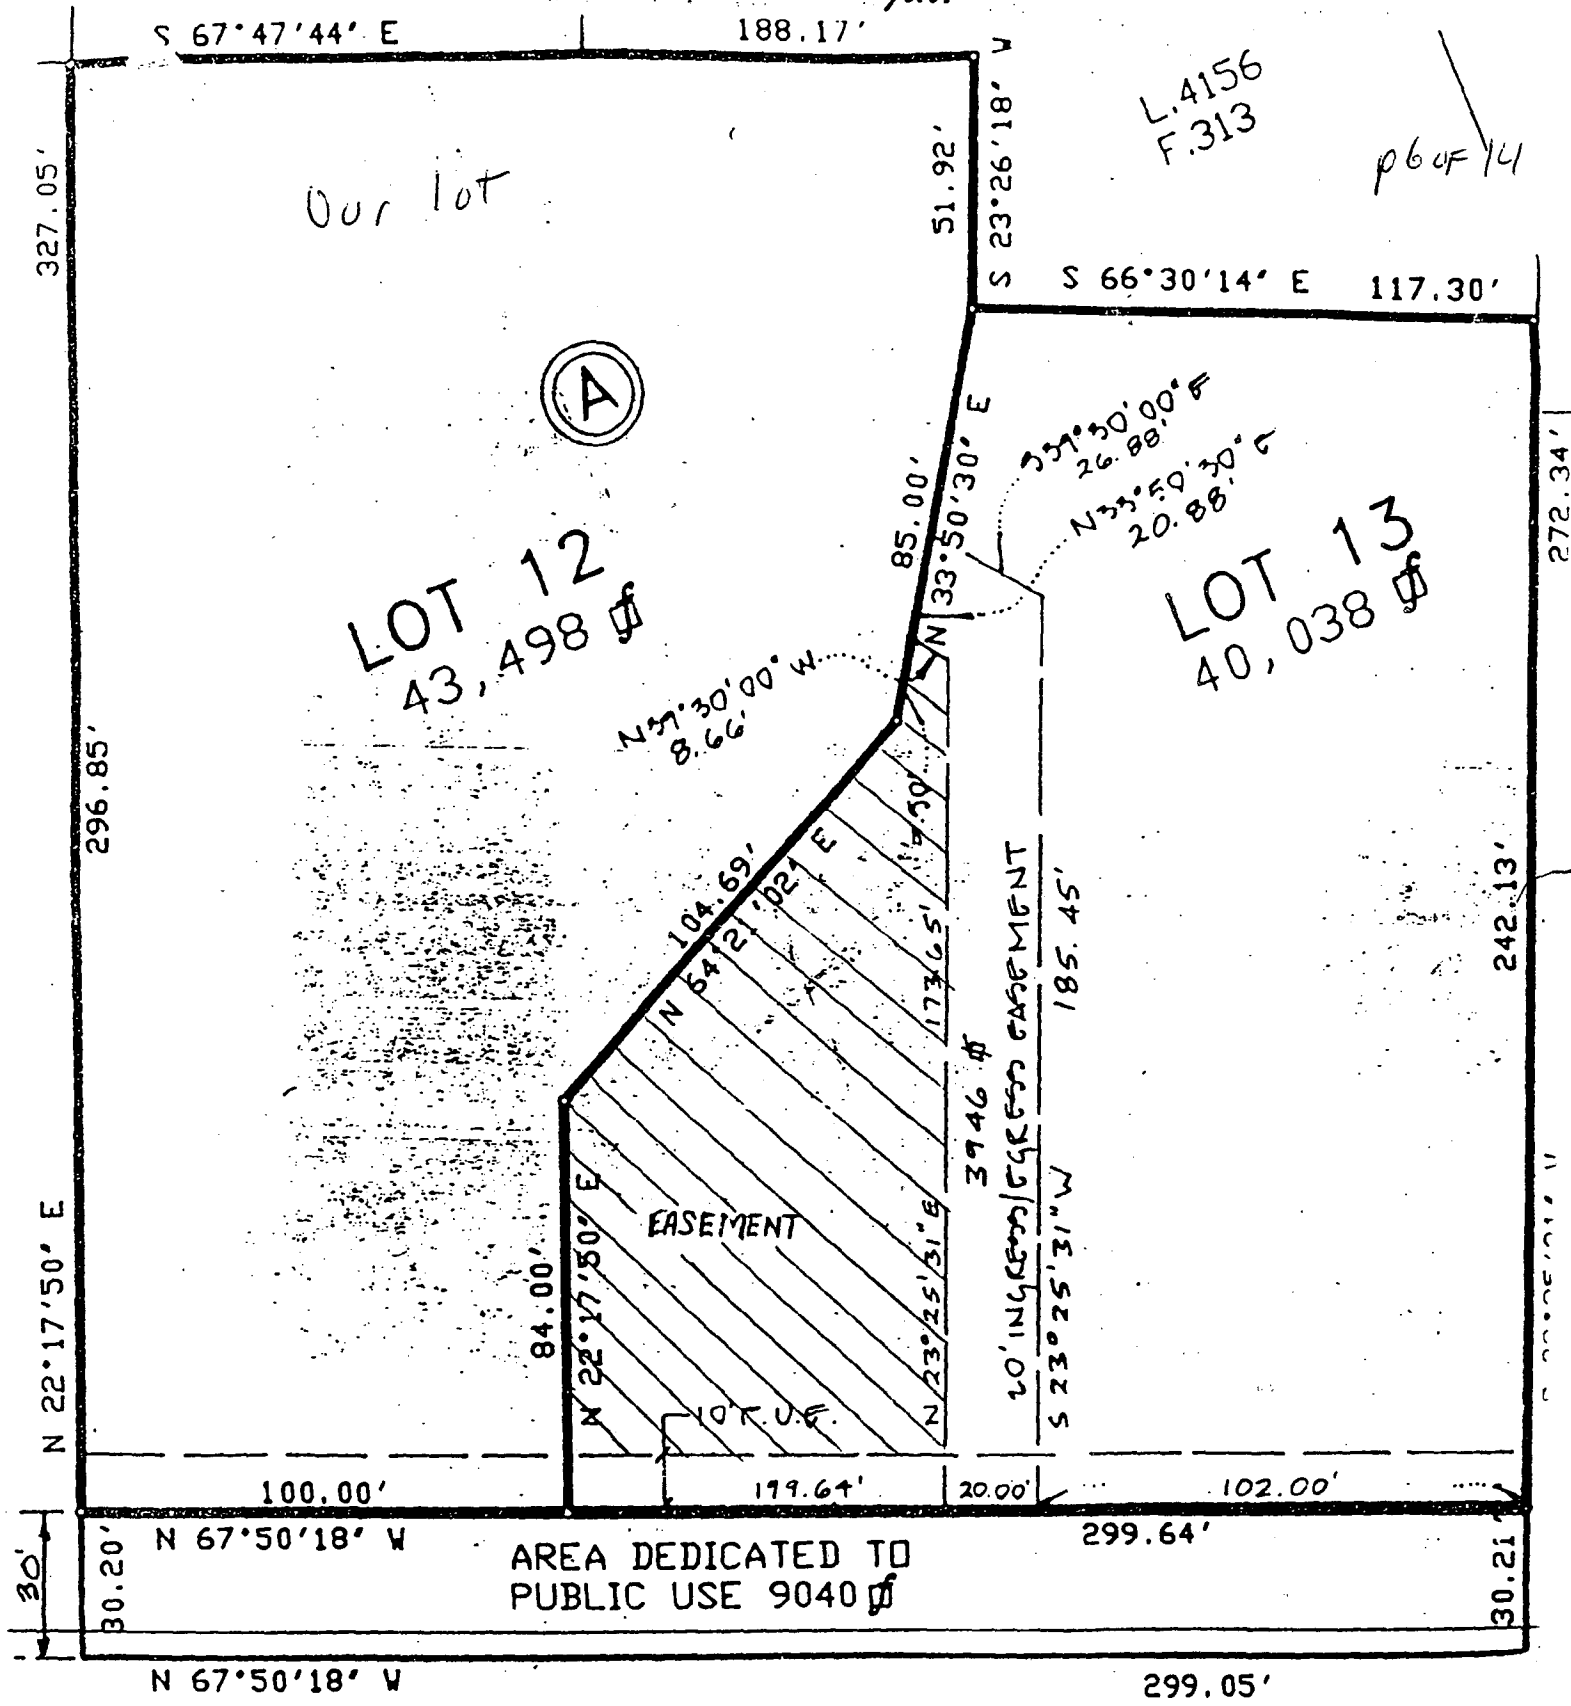 S 67°47'44" E
188.17'
S 23°26'18" W
51.92'
L.4156
F.313
p6 OF 14
327.05'
Our lot
S 66°30'14" E
117.30'
A
85.00'
N 33°50'30" E
S39°30'00" E
26.88'
N33°50'30" E
20.88'
272.34'
LOT 12
43,498 sf
LOT 13
40,038 sf
N39°30'00" W
8.66'
296.85'
104.69'
N 64°21'02" E
173.65'
20' INGRESS/EGRESS EASEMENT
3946
185.45'
242.13'
EASEMENT
84.00'
N 22°17'50" E
N 23°25'31" E
S 23°25'31" W
N 22°17'50" E
10' P.U.E.
100.00'
199.64'
20.00'
102.00'
N 67°50'18" W
299.64'
30'
30.20'
AREA DEDICATED TO
PUBLIC USE 9040 sf
30.21'
N 67°50'18" W
299.05'